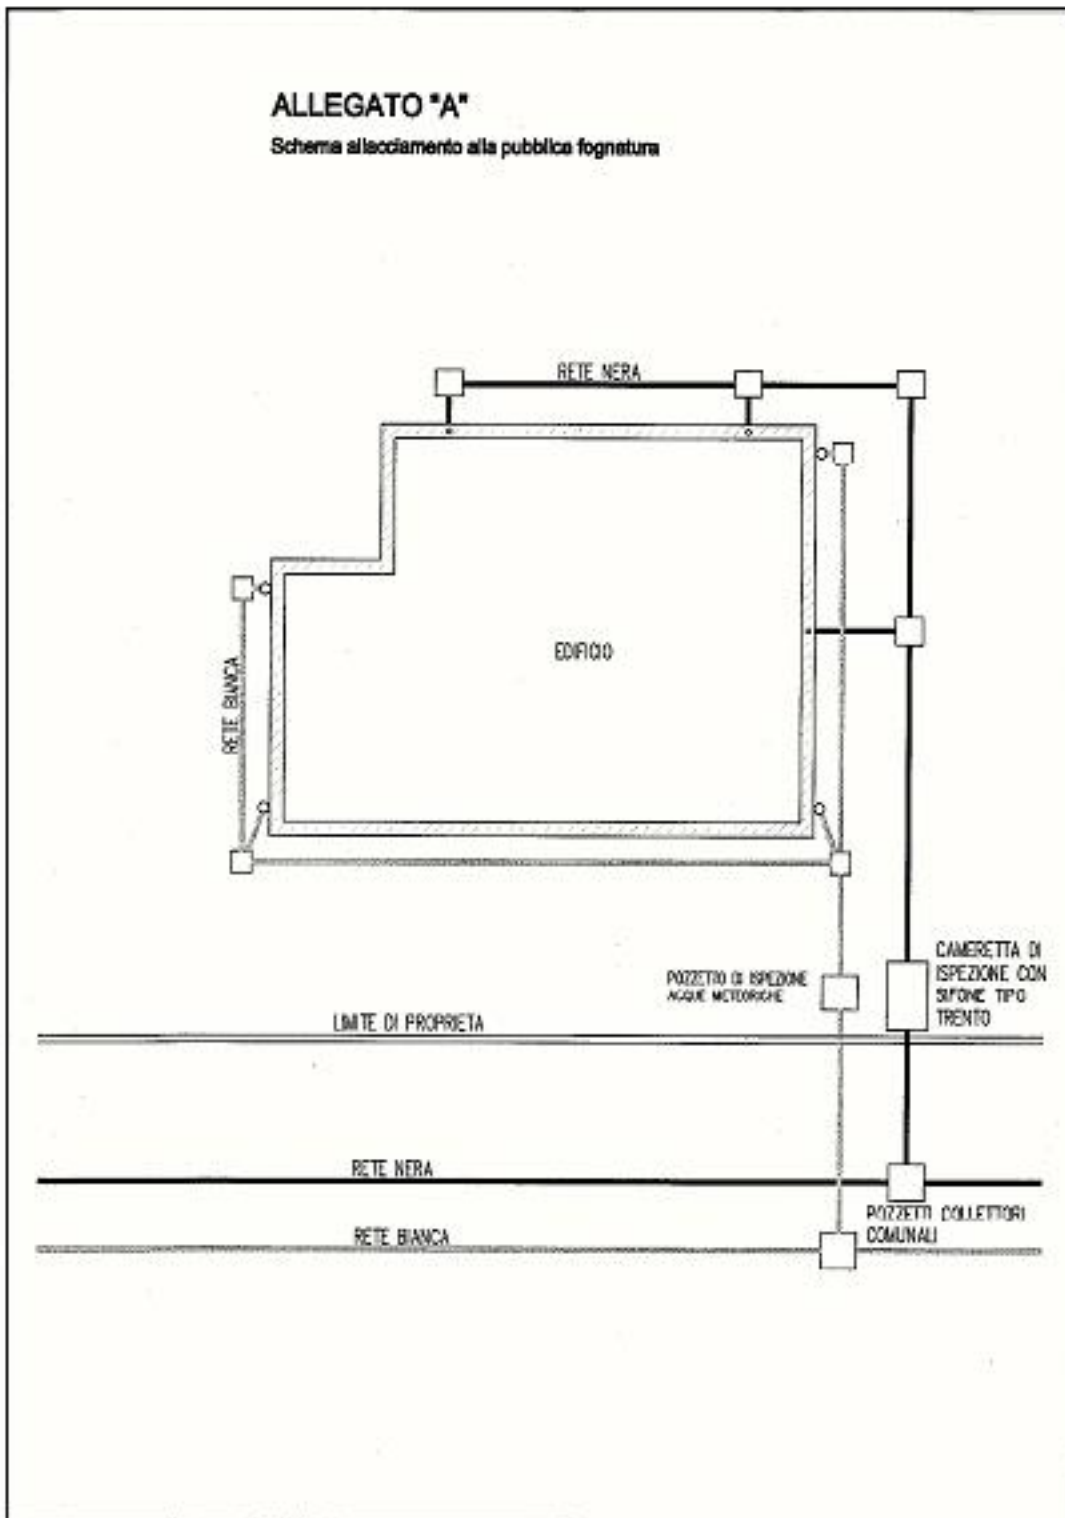 ALLEGATO "A"
Schema allacciamento alla pubblica fognatura
RETE NERA
EDIFICIO
RETE BIANCA
POZZETTO DI ISPEZIONE
ACQUE METEORICHE
CAMERETTA DI
ISPEZIONE CON
SIFONE TIPO
TRENTO
LIMITE DI PROPRIETA
RETE NERA
POZZETTI COLLETTORI
COMUNALI
RETE BIANCA